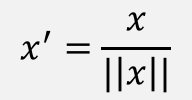 x' = x / ||x||